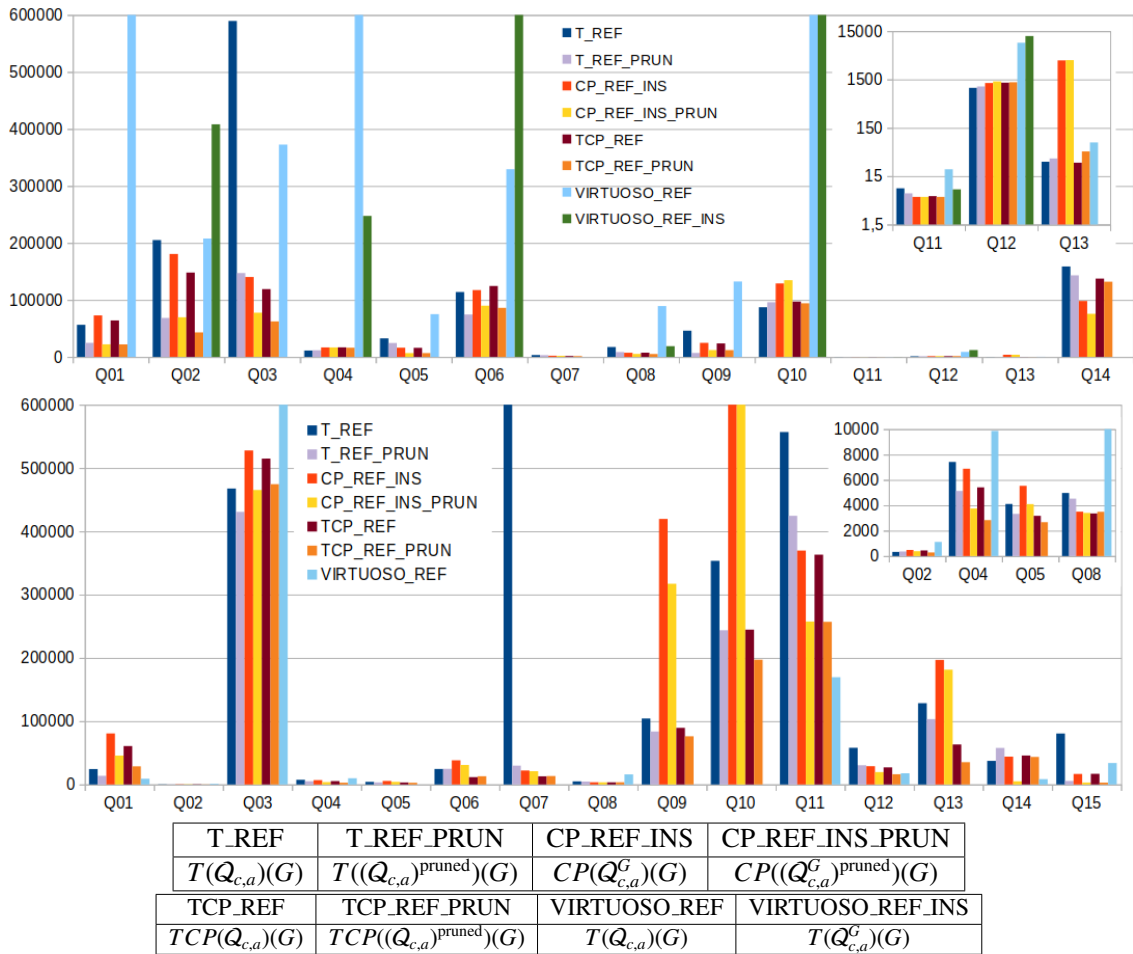 600000
500000
400000
300000
200000
100000
0
T_REF
T_REF_PRUN
CP_REF_INS
CP_REF_INS_PRUN
TCP_REF
TCP_REF_PRUN
VIRTUOSO_REF
VIRTUOSO_REF_INS
15000
1500
150
15
1,5
Q11 Q12 Q13
Q01 Q02 Q03 Q04 Q05 Q06 Q07 Q08 Q09 Q10 Q11 Q12 Q13 Q14
600000
500000
400000
300000
200000
100000
0
T_REF
T_REF_PRUN
CP_REF_INS
CP_REF_INS_PRUN
TCP_REF
TCP_REF_PRUN
VIRTUOSO_REF
10000
8000
6000
4000
2000
0
Q02 Q04 Q05 Q08
Q01 Q02 Q03 Q04 Q05 Q06 Q07 Q08 Q09 Q10 Q11 Q12 Q13 Q14 Q15
T_REF T_REF_PRUN CP_REF_INS CP_REF_INS_PRUN
T(Q_{c,a})(G) T((Q_{c,a})^{pruned})(G) CP(Q^G_{c,a})(G) CP((Q^G_{c,a})^{pruned})(G)
TCP_REF TCP_REF_PRUN VIRTUOSO_REF VIRTUOSO_REF_INS
TCP(Q_{c,a})(G) TCP((Q_{c,a})^{pruned})(G) T(Q_{c,a})(G) T(Q^G_{c,a})(G)